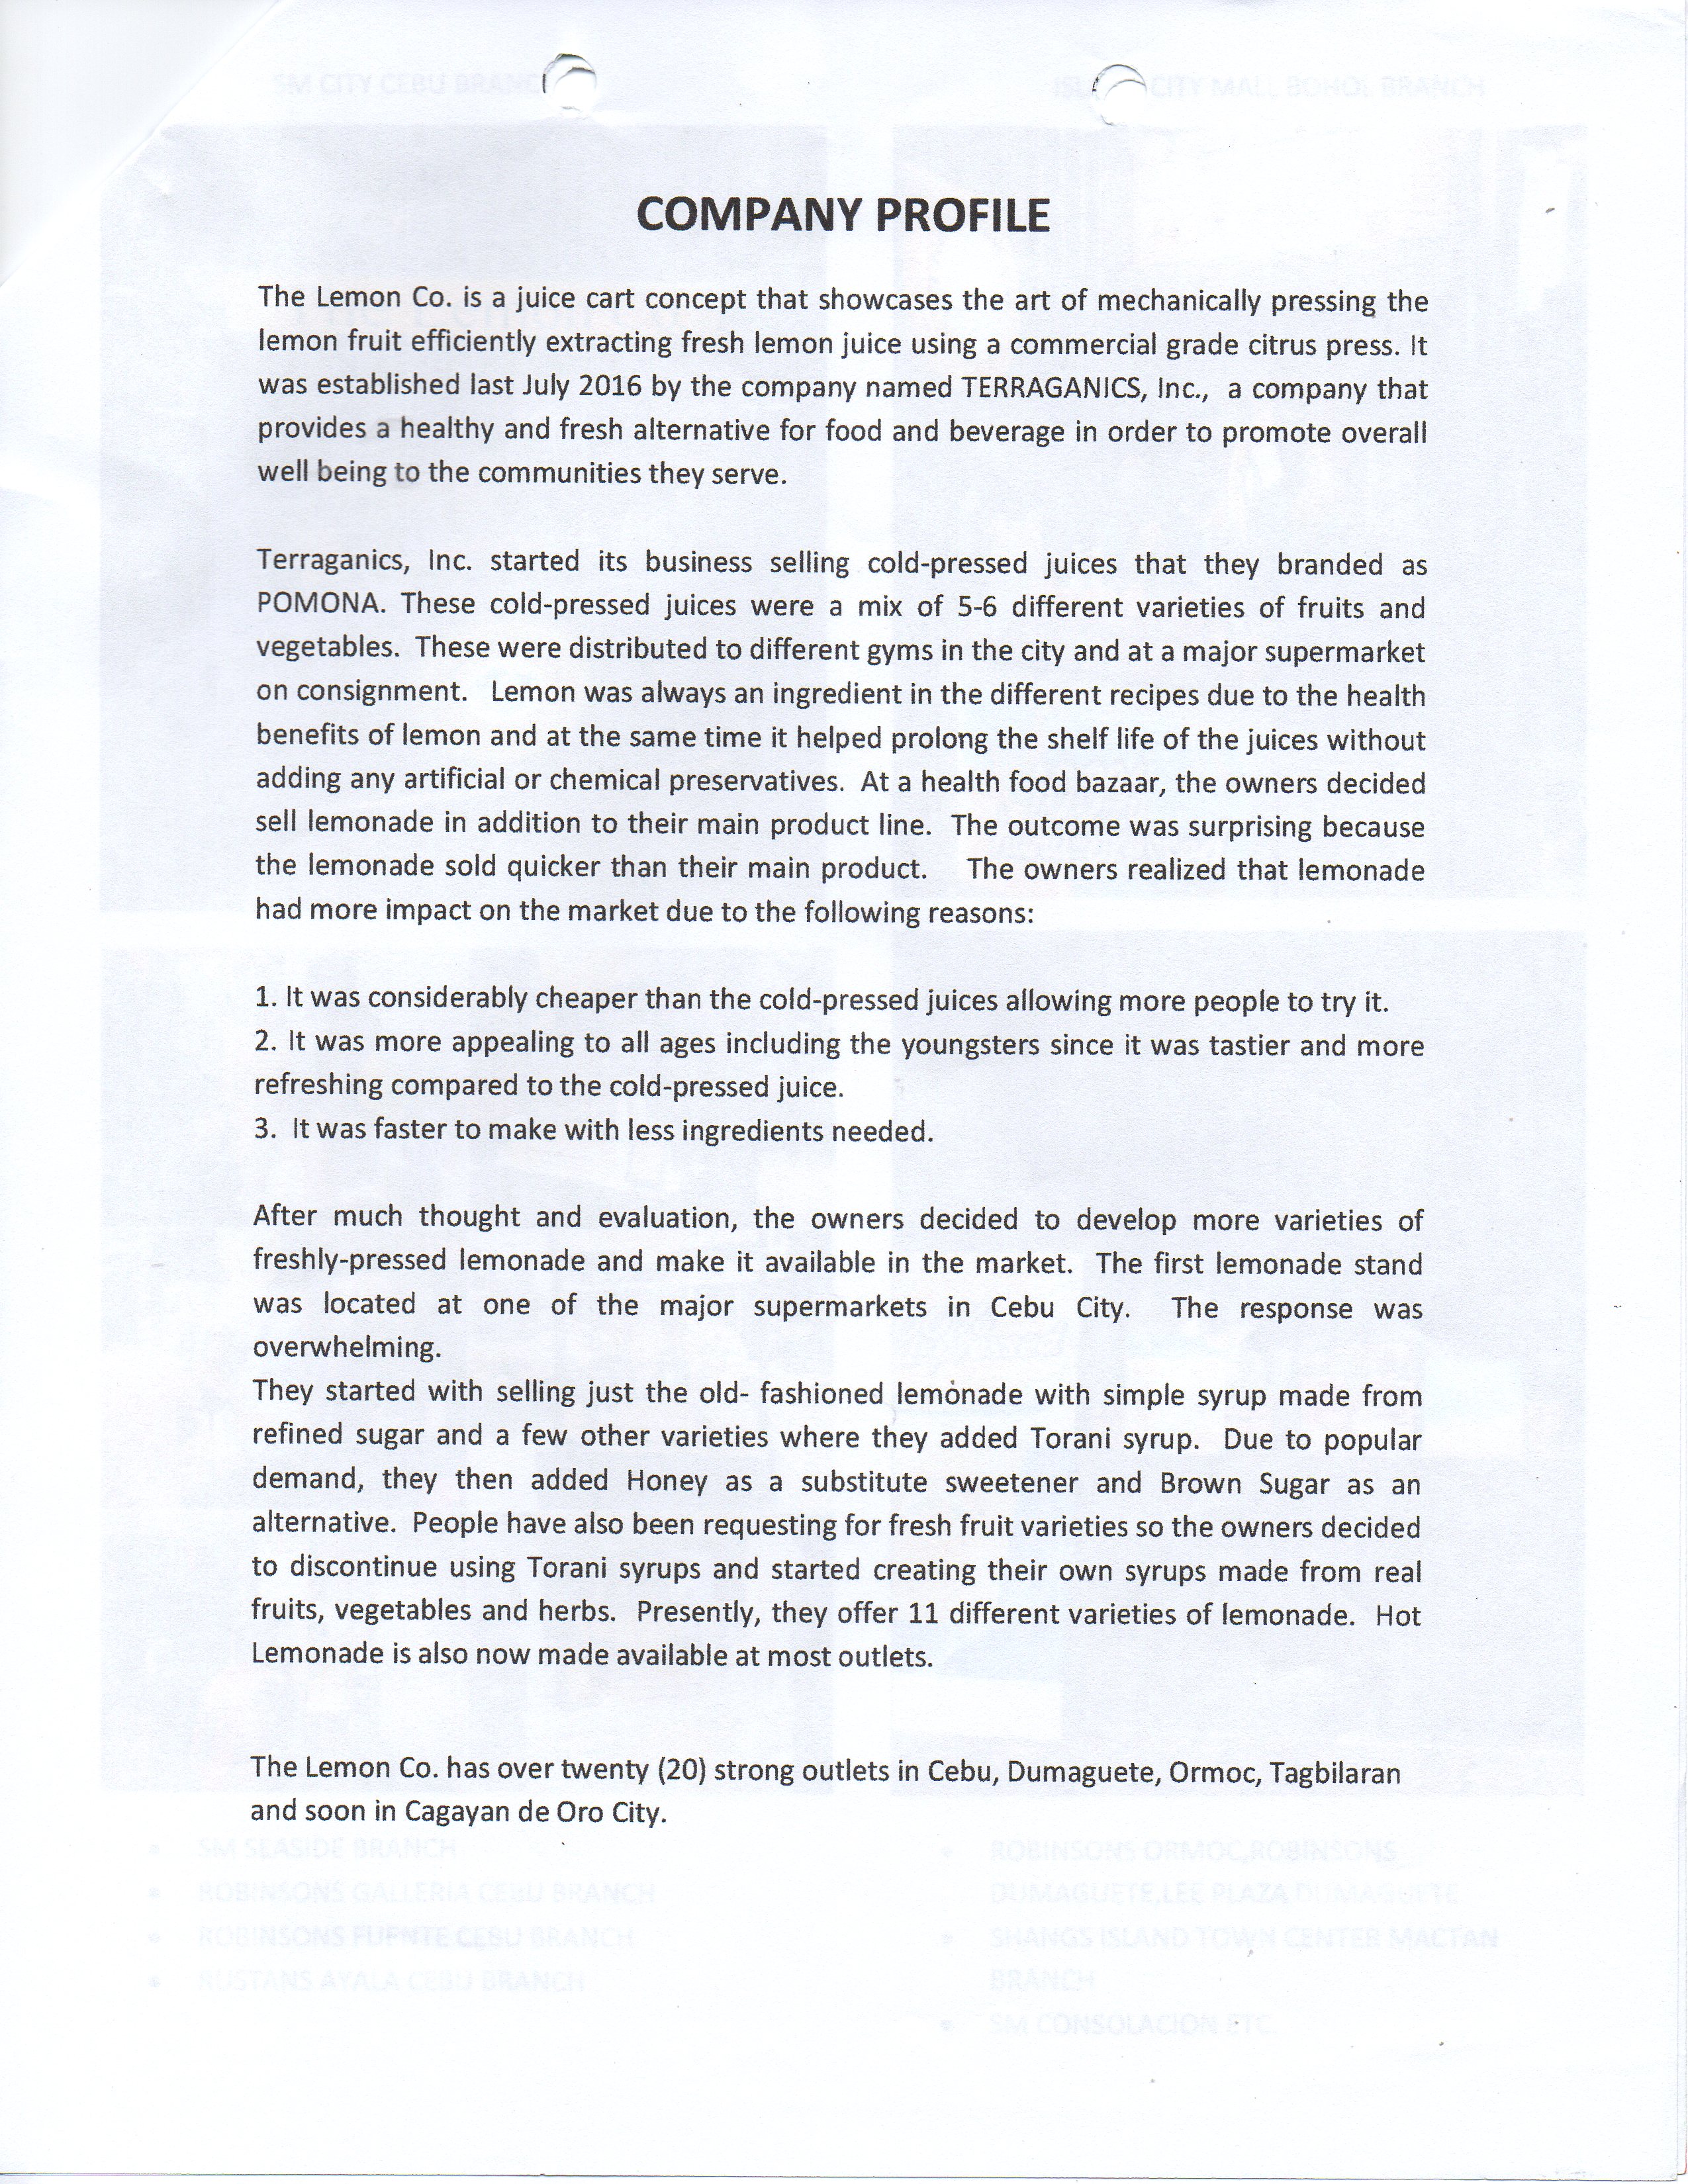 SM CITY CEBU BRANCH
CITY MALL BOHOL BRANCH
COMPANY PROFILE
The Lemon Co. is a juice cart concept that showcases the art of mechanically pressing the
lemon fruit efficiently extracting fresh lemon juice using a commercial grade citrus press. It
was established last July 2016 by the company named TERRAGANICS, Inc., a company that
provides a healthy and fresh alternative for food and beverage in order to promote overall
well being to the communities they serve.
Terraganics, Inc. started its business selling cold-pressed juices that they branded as
POMONA. These cold-pressed juices were a mix of 5-6 different varieties of fruits and
vegetables. These were distributed to different gyms in the city and at a major supermarket
on consignment. Lemon was always an ingredient in the different recipes due to the health
benefits of lemon and at the same time it helped prolong the shelf life of the juices without
adding any artificial or chemical preservatives. At a health food bazaar, the owners decided
sell lemonade in addition to their main product line. The outcome was surprising because
the lemonade sold quicker than their main product. The owners realized that lemonade
had more impact on the market due to the following reasons:
1. It was considerably cheaper than the cold-pressed juices allowing more people to try it.
2. It was more appealing to all ages including the youngsters since it was tastier and more
refreshing compared to the cold-pressed juice.
3. It was faster to make with less ingredients needed.
After much thought and evaluation, the owners decided to develop more varieties of
freshly-pressed lemonade and make it available in the market. The first lemonade stand
was located at one of the major supermarkets in Cebu City. The response was
overwhelming.
They started with selling just the old- fashioned lemonade with simple syrup made from
refined sugar and a few other varieties where they added Torani syrup. Due to popular
demand, they then added Honey as a substitute sweetener and Brown Sugar as an
alternative. People have also been requesting for fresh fruit varieties so the owners decided
to discontinue using Torani syrups and started creating their own syrups made from real
fruits, vegetables and herbs. Presently, they offer 11 different varieties of lemonade. Hot
Lemonade is also now made available at most outlets.
The Lemon Co. has over twenty (20) strong outlets in Cebu, Dumaguete, Ormoc, Tagbilaran
and soon in Cagayan de Oro City.
• SM SEASIDE BRANCH
• ROBINSONS GALLERIA CEBU BRANCH
• ROBINSONS FUENTE CEBU BRANCH
• RUSTANS AYALA CEBU BRANCH
• ROBINSONS ORMOC,ROBINSONS
DUMAGUETE,LEE PLAZA DUMAGUETE
• SHANGS ISLAND TOWN CENTER MACTAN
BRANCH
• SM CONSOLACION ETC.